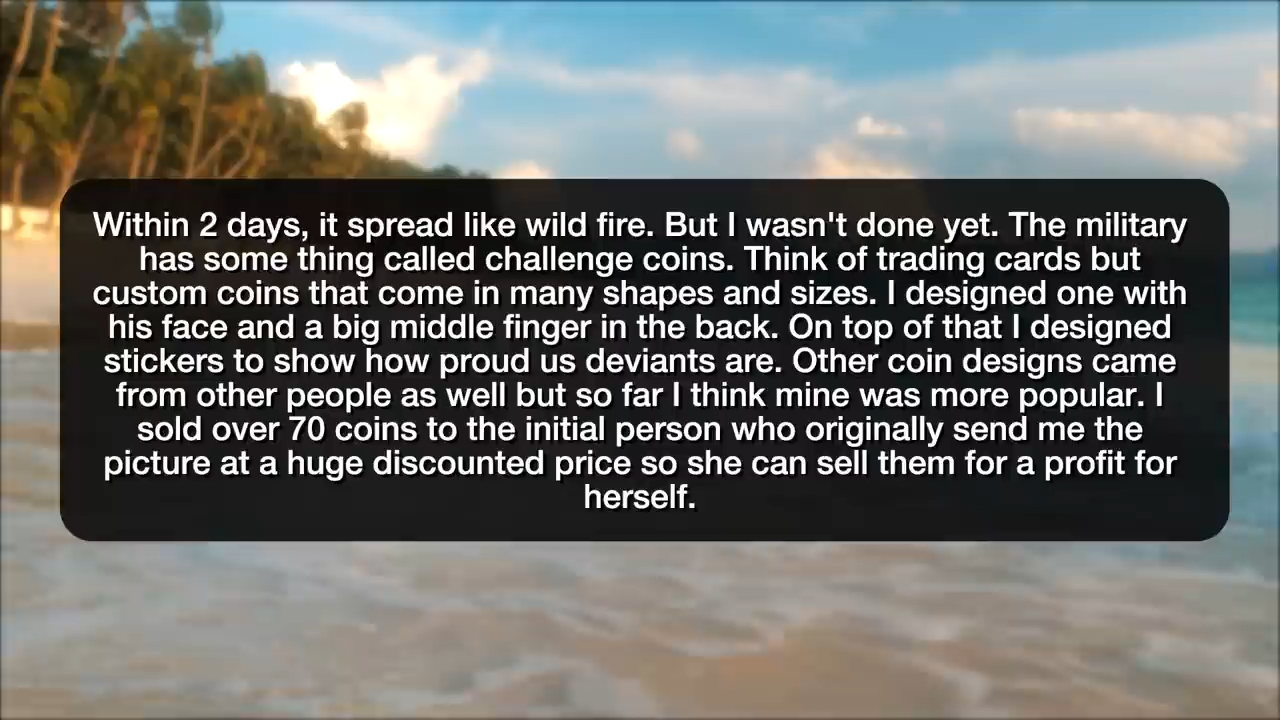 Within 2 days, it spread like wild fire. But I wasn't done yet. The military
has some thing called challenge coins. Think of trading cards but
custom coins that come in many shapes and sizes. I designed one with
his face and a big middle finger in the back. On top of that I designed
stickers to show how proud us deviants are. Other coin designs came
from other people as well but so far I think mine was more popular. I
sold over 70 coins to the initial person who originally send me the
picture at a huge discounted price so she can sell them for a profit for
herself.